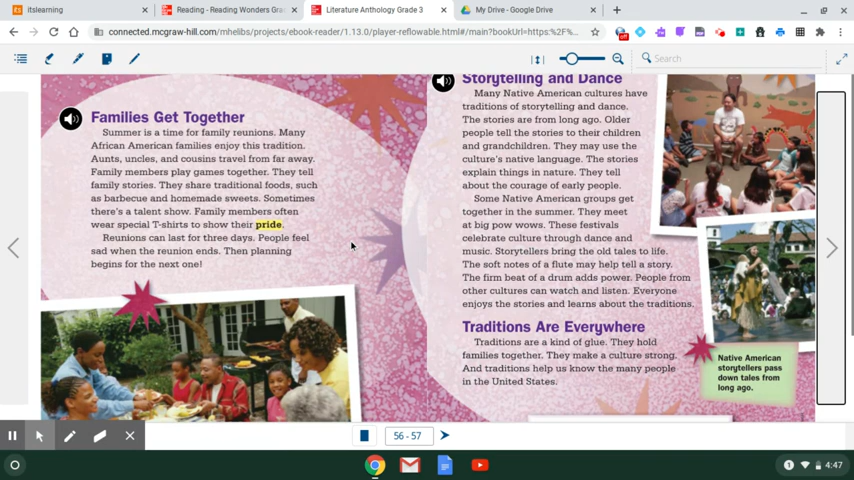 itslearning
Reading - Reading Wonders Gra
Literature Anthology Grade 3
My Drive - Google Drive
connected.mcgraw-hill.com/mhelibs/projects/ebook-reader/1.13.0/player-reflowable.html#/main?bookUrl=https:%2F%...
Search
Families Get Together
Summer is a time for family reunions. Many
African American families enjoy this tradition.
Aunts, uncles, and cousins travel from far away.
Family members play games together. They tell
family stories. They share traditional foods, such
as barbecue and homemade sweets. Sometimes
there's a talent show. Family members often
wear special T-shirts to show their pride.
Reunions can last for three days. People feel
sad when the reunion ends. Then planning
begins for the next one!
Storytelling and Dance
Many Native American cultures have
traditions of storytelling and dance.
The stories are from long ago. Older
people tell the stories to their children
and grandchildren. They may use the
culture's native language. The stories
explain things in nature. They tell
about the courage of early people.
Some Native American groups get
together in the summer. They meet
at big pow wows. These festivals
celebrate culture through dance and
music. Storytellers bring the old tales to life.
The soft notes of a flute may help tell a story.
The firm beat of a drum adds power. People from
other cultures can watch and listen. Everyone
enjoys the stories and learns about the traditions.
Traditions Are Everywhere
Traditions are a kind of glue. They hold
families together. They make a culture strong.
And traditions help us know the many people
in the United States.
Native American
storytellers pass
down tales from
long ago.
56 - 57
1
4:47